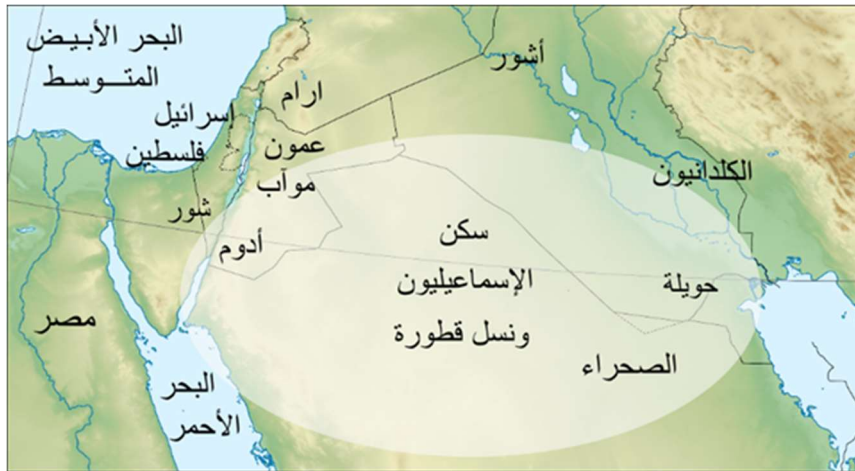 البحر الأبيض
المتوسط
أشور
ارام
إسرائيل
عمون
فلسطين
الكلدانيون
موآب
شور
سكن
أدوم
الإسماعيليون
حويلة
مصر
ونسل قطورة
الصحراء
البحر
الأحمر